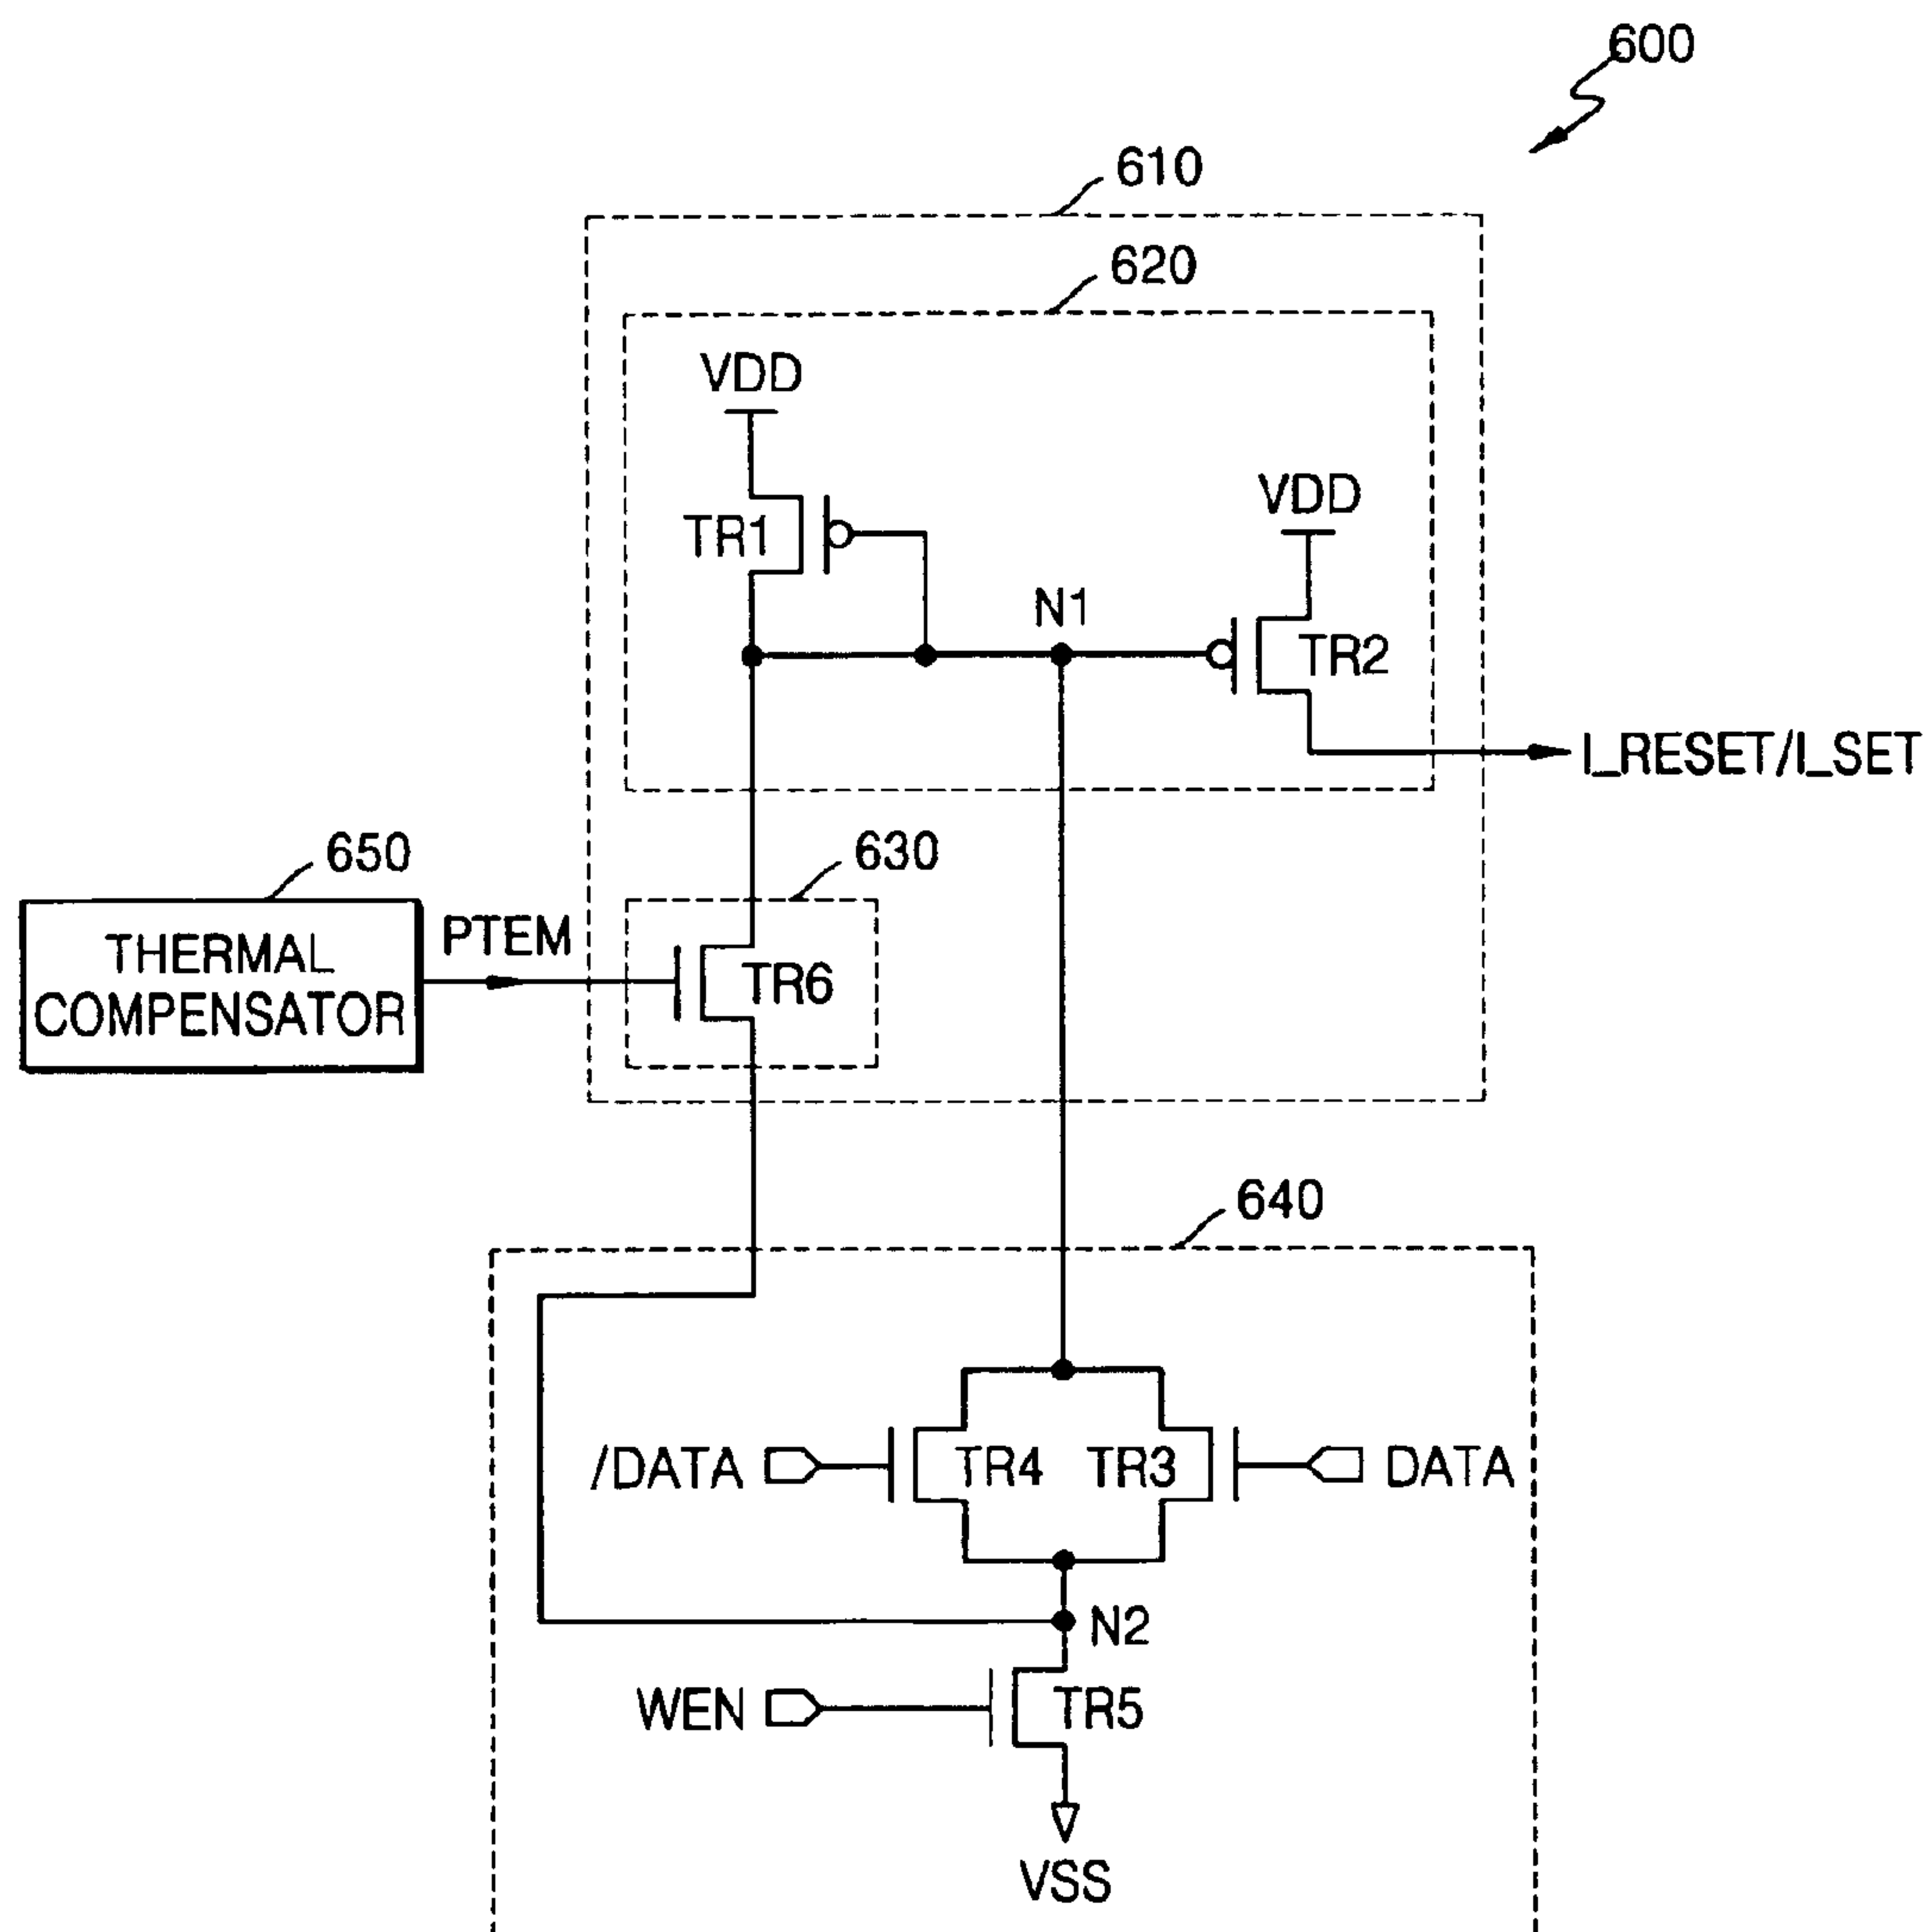 600
610
620
VDD
VDD
TR1
N1
TR2
I_RESET/I_SET
650
630
THERMAL
COMPENSATOR
PTEM
TR6
640
/DATA
TR4
TR3
DATA
N2
WEN
TR5
VSS